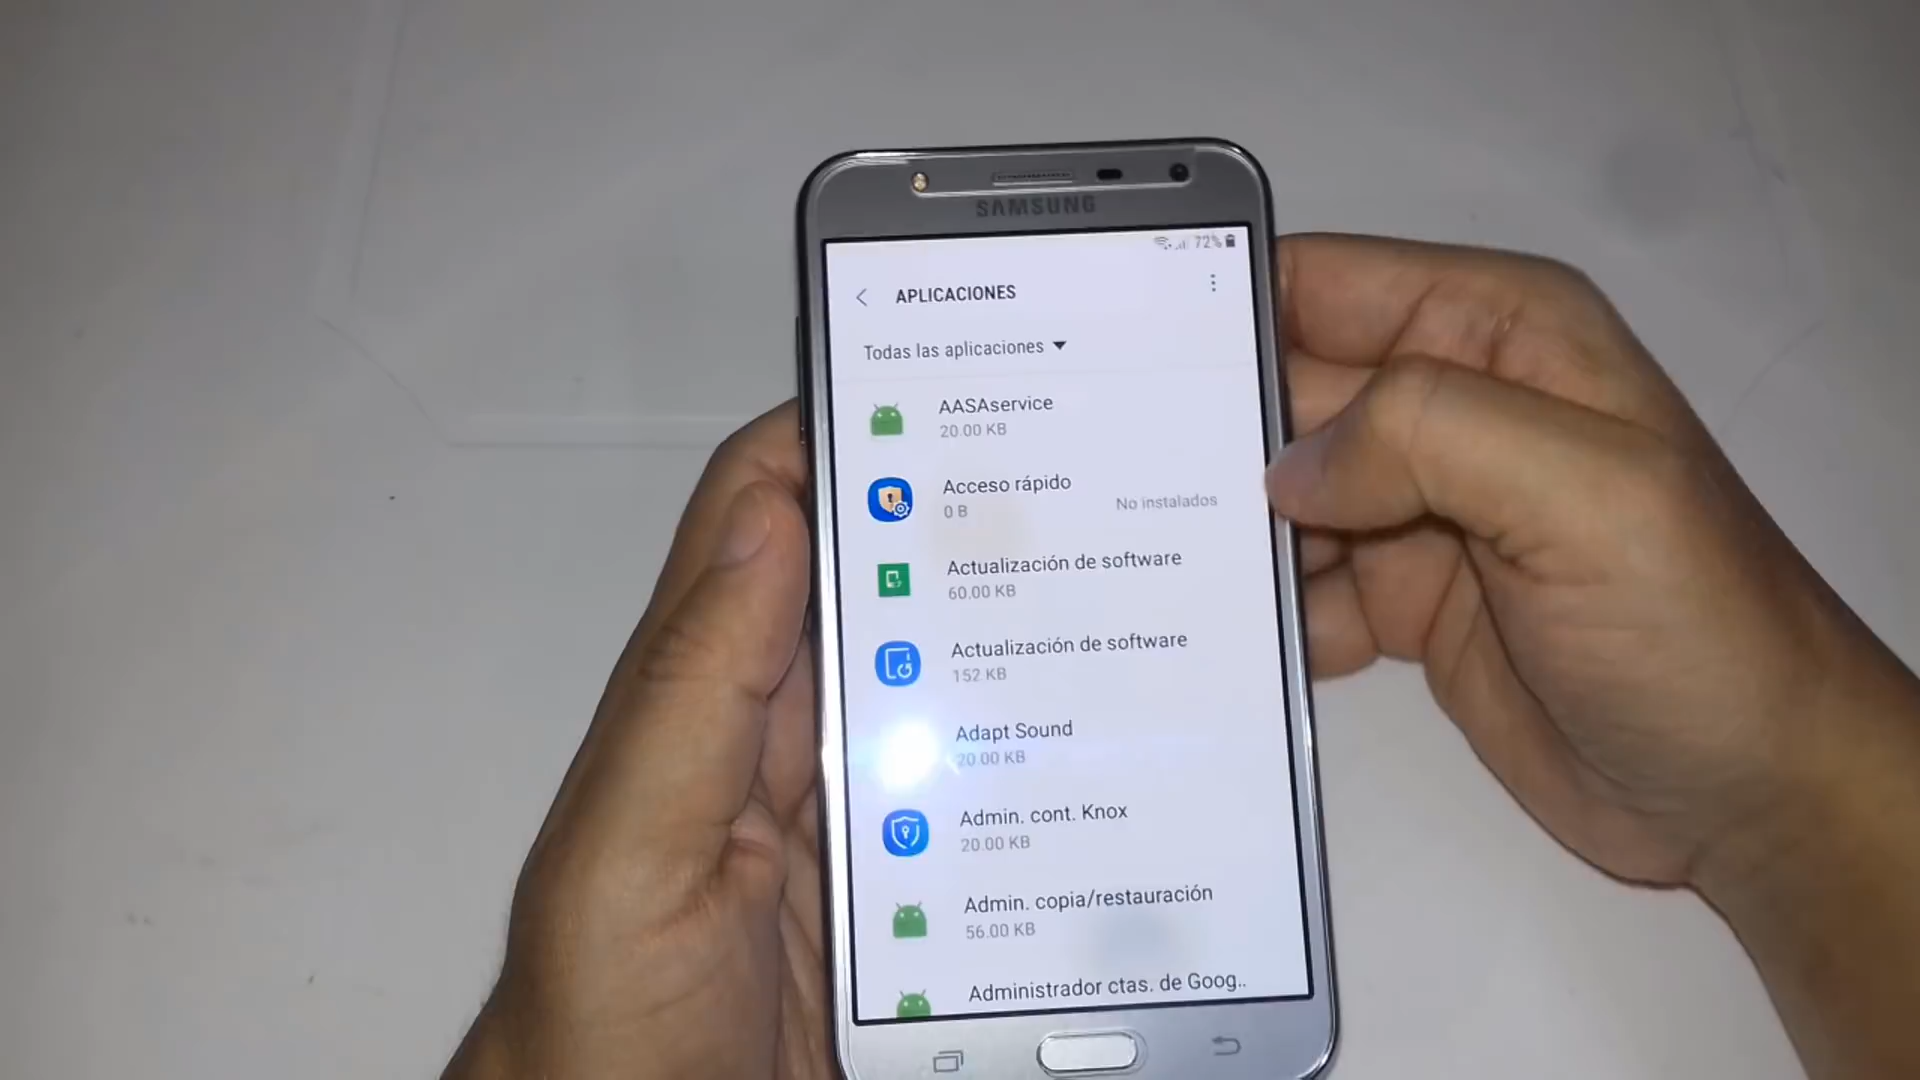 SAMSUNG
72%
APLICACIONES
Todas las aplicaciones
AASAservice
20.00 KB
Acceso rápido
0 B
No instalados
Actualización de software
60.00 KB
Actualización de software
152 KB
Adapt Sound
20.00 KB
Admin. cont. Knox
20.00 KB
Admin. copia/restauración
56.00 KB
Administrador ctas. de Goog..